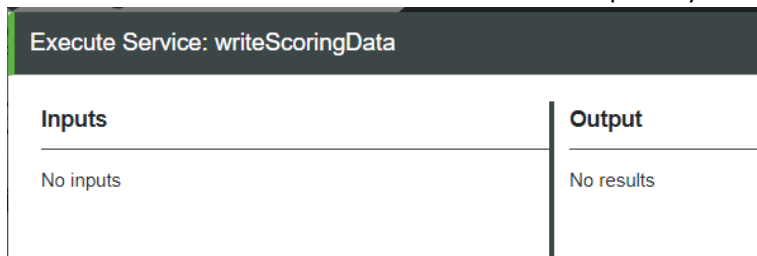 Execute Service: writeScoringData
Inputs
Output
No inputs
No results